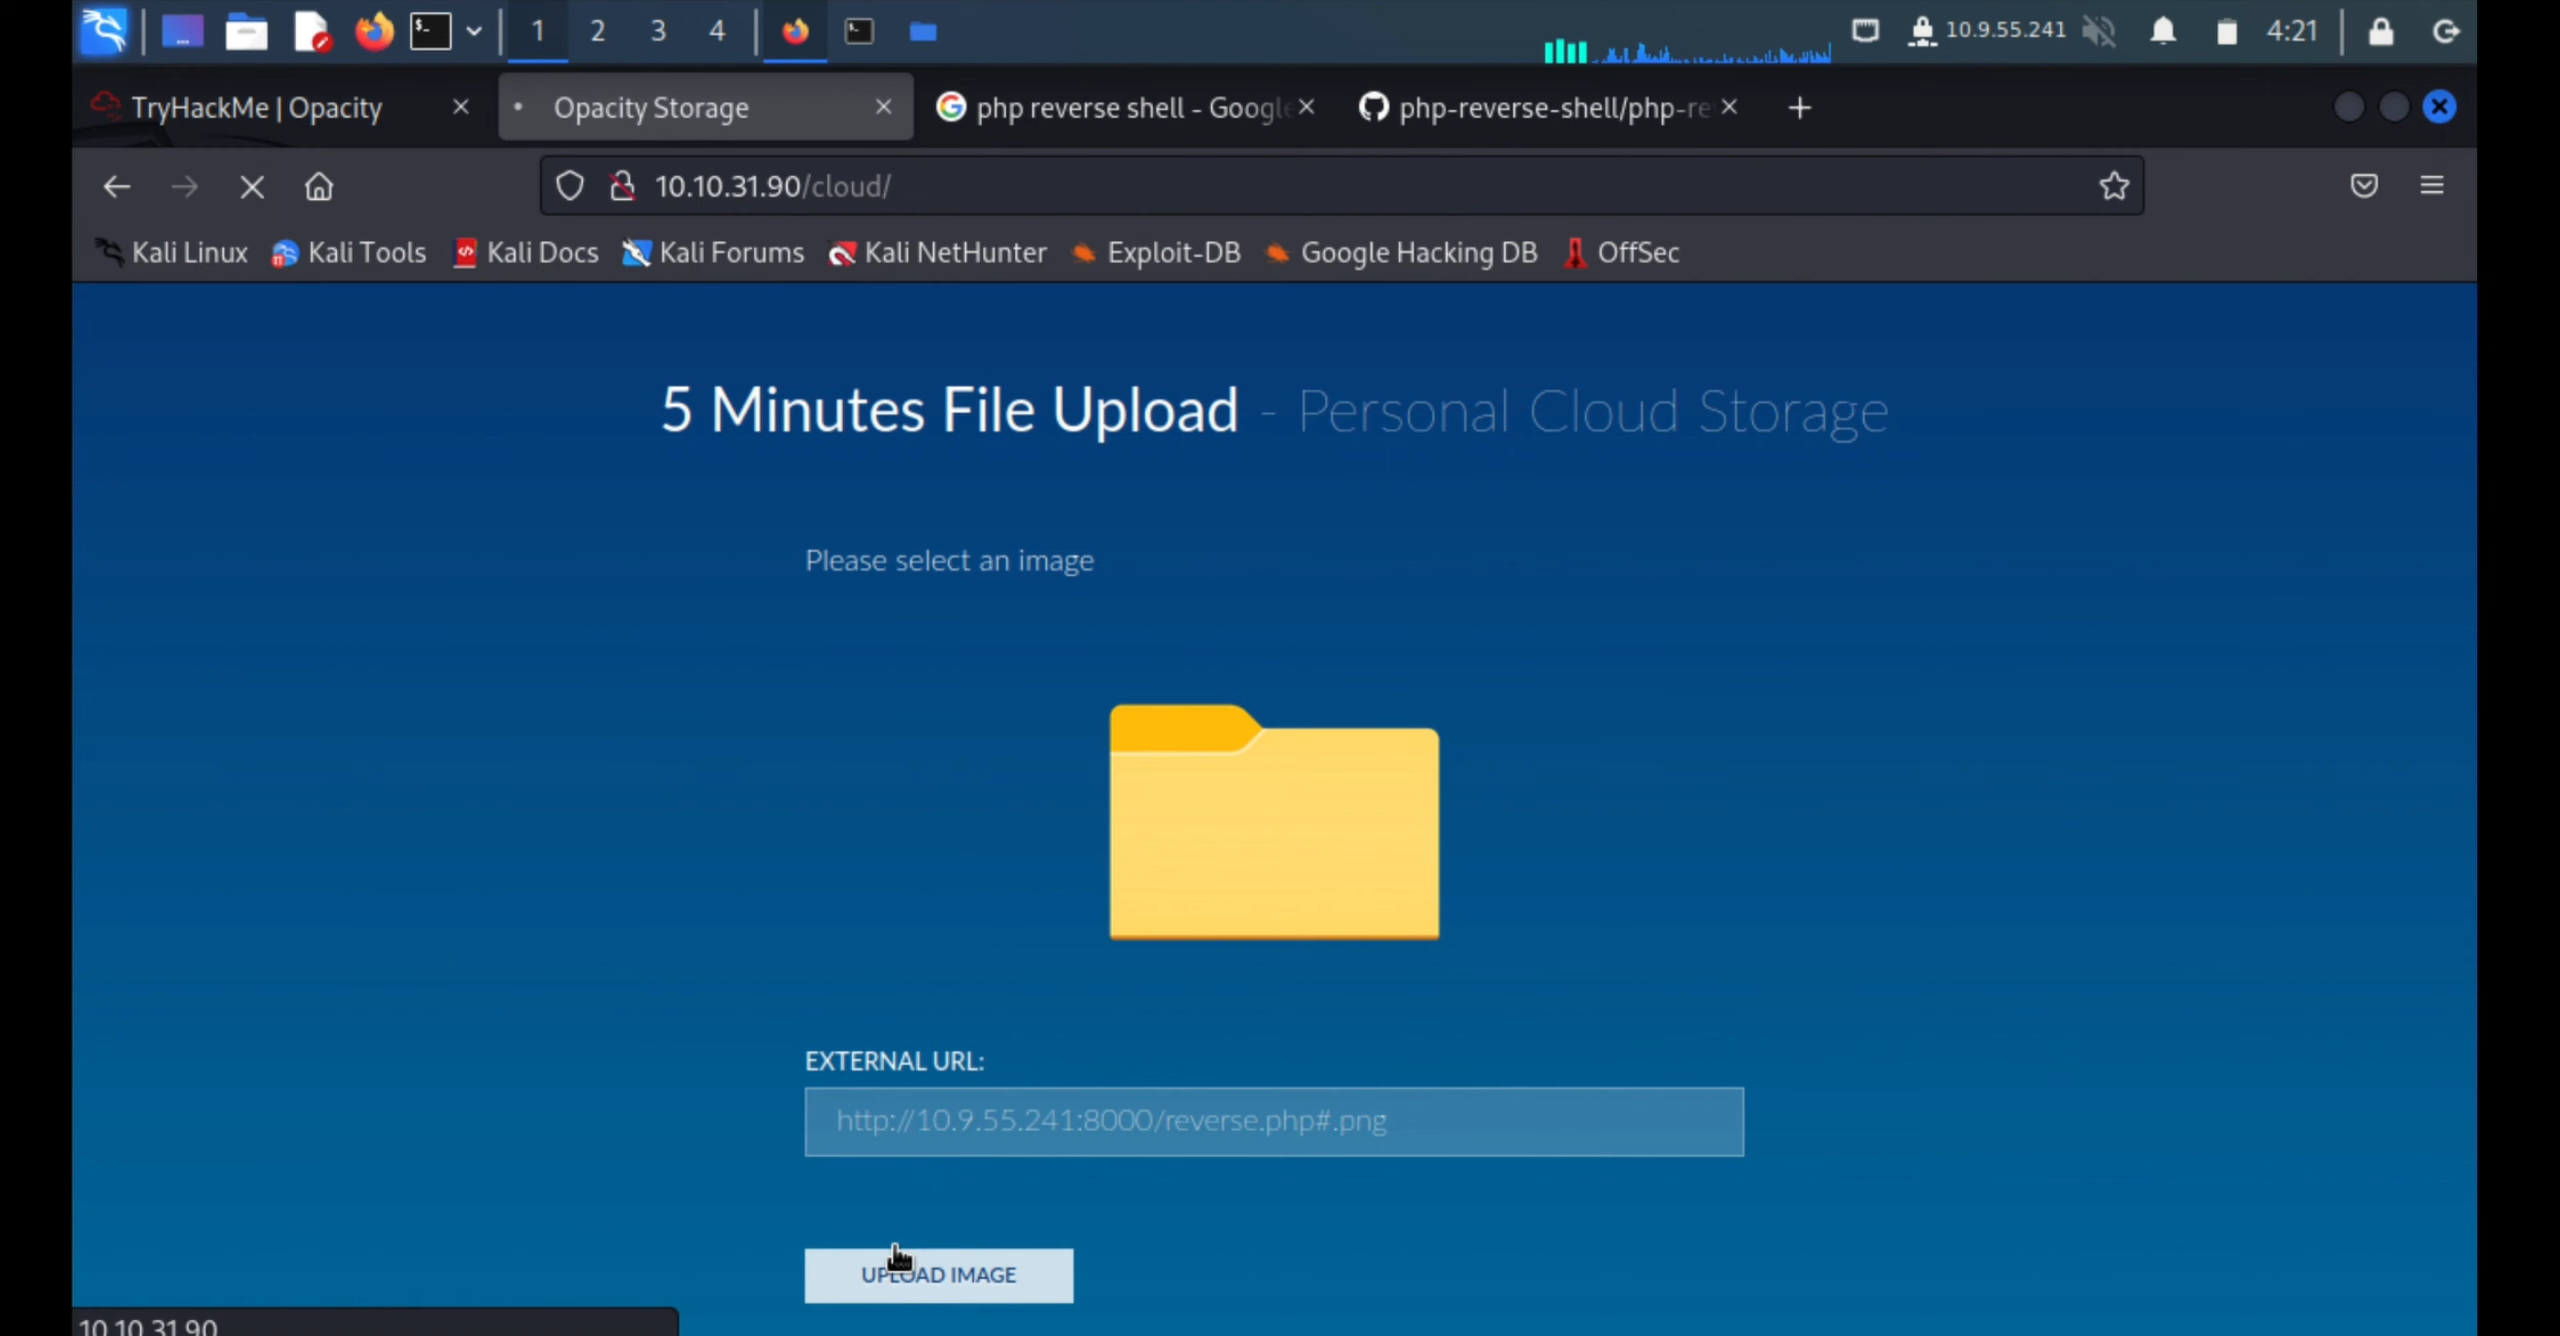 1 2 3 4 10.9.55.241 4:21
TryHackMe | Opacity Opacity Storage php reverse shell - Google php-reverse-shell/php-re
10.10.31.90/cloud/
Kali Linux Kali Tools Kali Docs Kali Forums Kali NetHunter Exploit-DB Google Hacking DB OffSec
5 Minutes File Upload - Personal Cloud Storage
Please select an image
EXTERNAL URL:
http://10.9.55.241:8000/reverse.php#.png
UPLOAD IMAGE
10.10.31.90